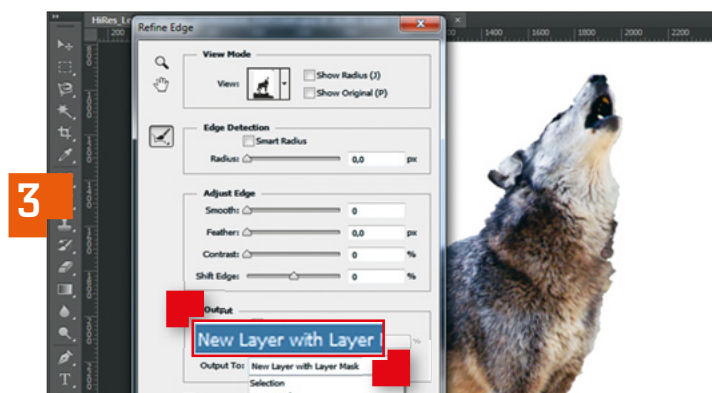 HiRes_Le
Refine Edge
x
×
200
00
1400
1600
1800
2000
2200
View Mode
View:
Show Radius (J)
Show Original (P)
Edge Detection
Smart Radius
Radius:
0,0
px
3
Adjust Edge
Smooth:
0
Feather:
0,0
px
Contrast:
0
%
Shift Edge:
0
%
Output
New Layer with Layer
%
Output To:
New Layer with Layer Mask
Selection
T